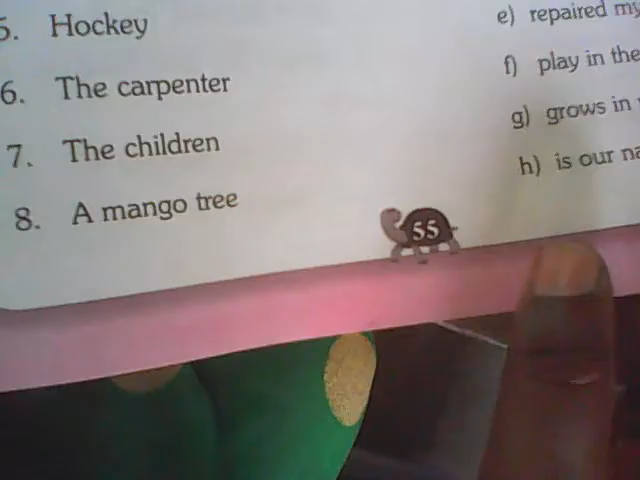 5. Hockey
6. The carpenter
7. The children
8. A mango tree
e) repaired my
f) play in the
g) grows in
h) is our
55